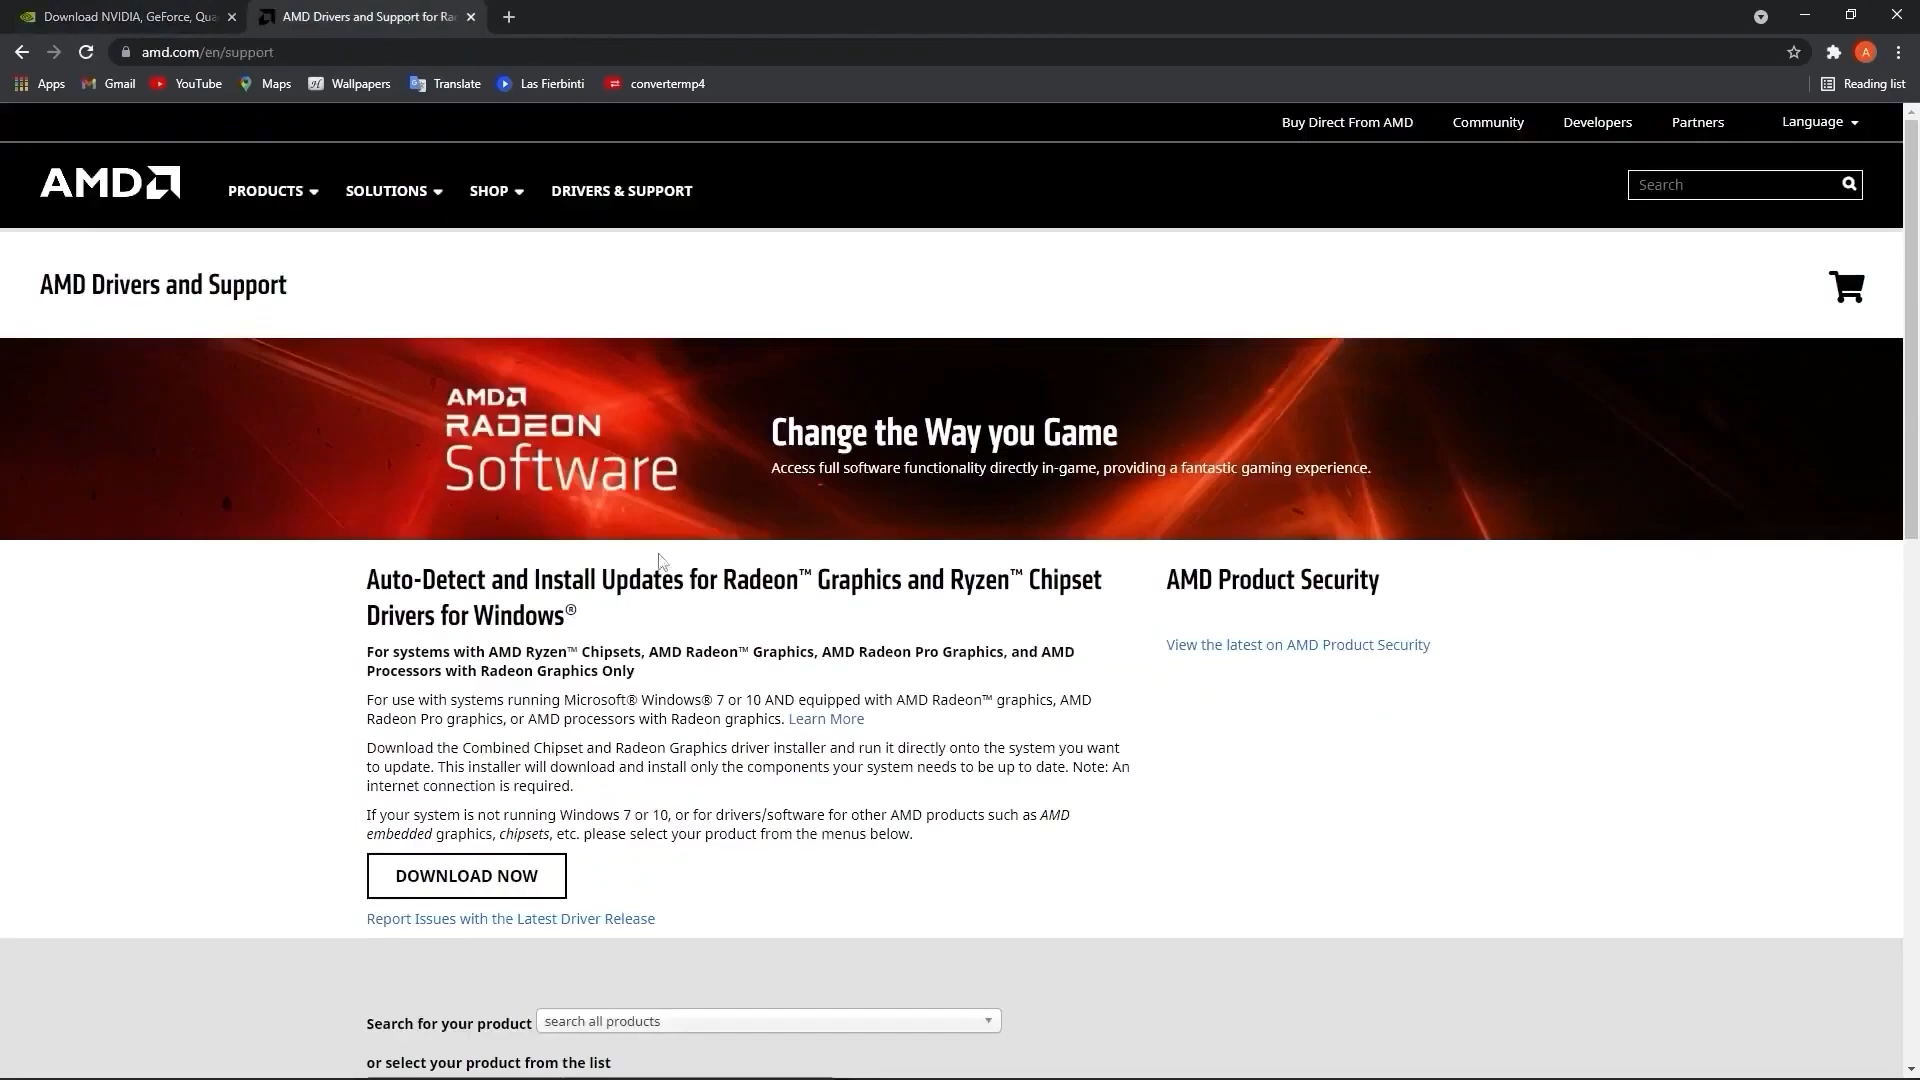 Download NVIDIA, GeForce, Qua
AMD Drivers and Support for Ra
amd.com/en/support
A
Apps
Gmail
YouTube
Maps
Wallpapers
Translate
Las Fierbinti
convertermp4
Reading list
Buy Direct From AMD
Community
Developers
Partners
Language
AMD
PRODUCTS
SOLUTIONS
SHOP
DRIVERS & SUPPORT
Search
AMD Drivers and Support
AMD
RADEON
Software
Change the Way you Game
Access full software functionality directly in-game, providing a fantastic gaming experience.
Auto-Detect and Install Updates for Radeon™ Graphics and Ryzen™ Chipset
Drivers for Windows®
For systems with AMD Ryzen™ Chipsets, AMD Radeon™ Graphics, AMD Radeon Pro Graphics, and AMD
Processors with Radeon Graphics Only
For use with systems running Microsoft® Windows® 7 or 10 AND equipped with AMD Radeon™ graphics, AMD
Radeon Pro graphics, or AMD processors with Radeon graphics. Learn More
Download the Combined Chipset and Radeon Graphics driver installer and run it directly onto the system you want
to update. This installer will download and install only the components your system needs to be up to date. Note: An
internet connection is required.
If your system is not running Windows 7 or 10, or for drivers/software for other AMD products such as AMD
embedded graphics, chipsets, etc. please select your product from the menus below.
DOWNLOAD NOW
Report Issues with the Latest Driver Release
AMD Product Security
View the latest on AMD Product Security
Search for your product
search all products
or select your product from the list